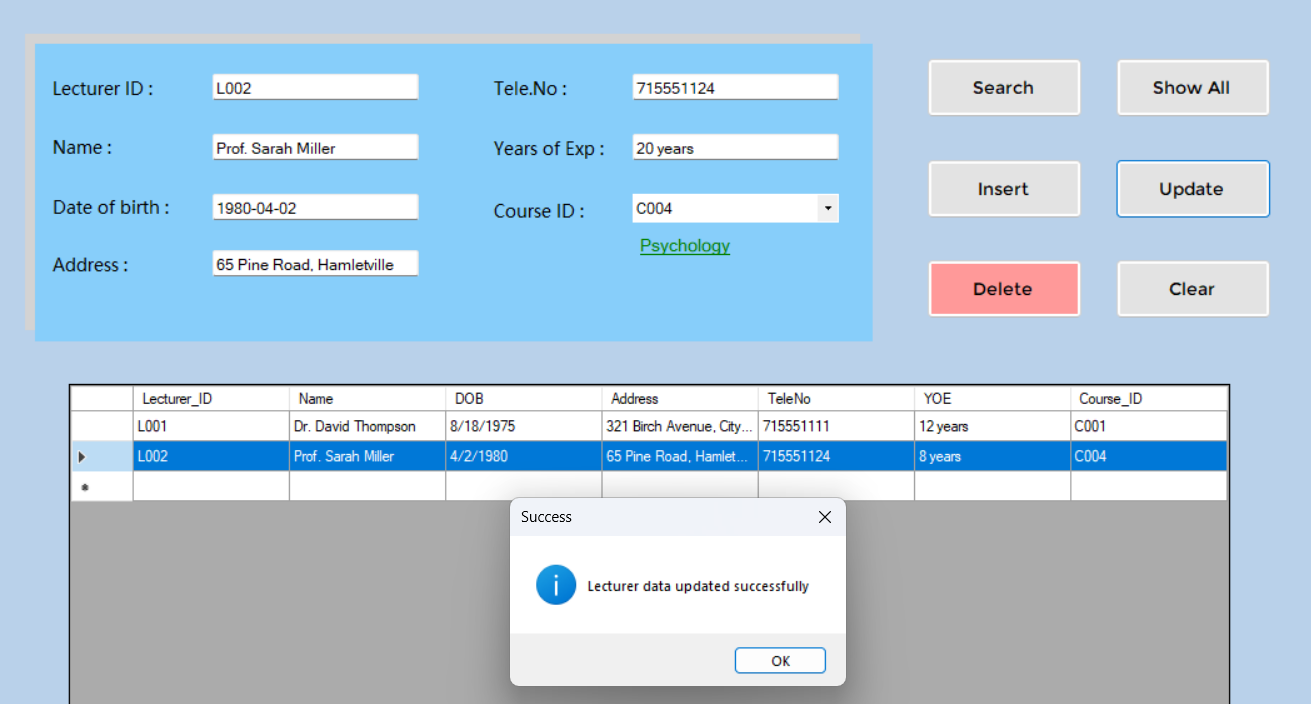 Lecturer ID : L002 Tele.No : 715551124 Search Show All
Name : Prof. Sarah Miller Years of Exp : 20 years
Insert Update
Date of birth : 1980-04-02 Course ID : C004
Psychology
Address : 65 Pine Road, Hamletville
Delete Clear
Lecturer_ID Name DOB Address TeleNo YOE Course_ID
L001 Dr. David Thompson 8/18/1975 321 Birch Avenue, City... 715551111 12 years C001
L002 Prof. Sarah Miller 4/2/1980 65 Pine Road, Hamlet... 715551124 8 years C004
Success
Lecturer data updated successfully
OK